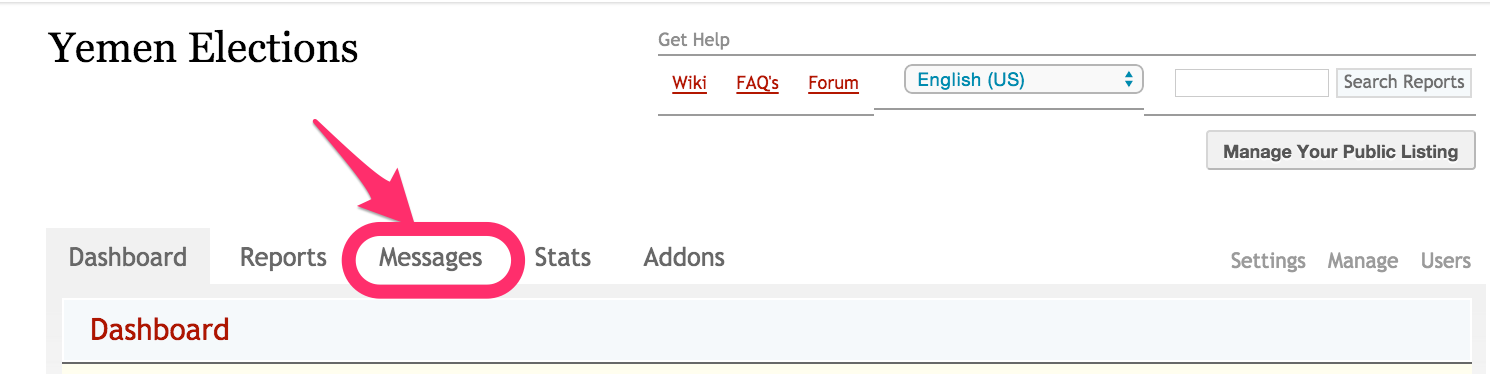 Yemen Elections
Get Help
Wiki FAQ's Forum English (US) Search Reports
Manage Your Public Listing
Dashboard Reports Messages Stats Addons Settings Manage Users
Dashboard